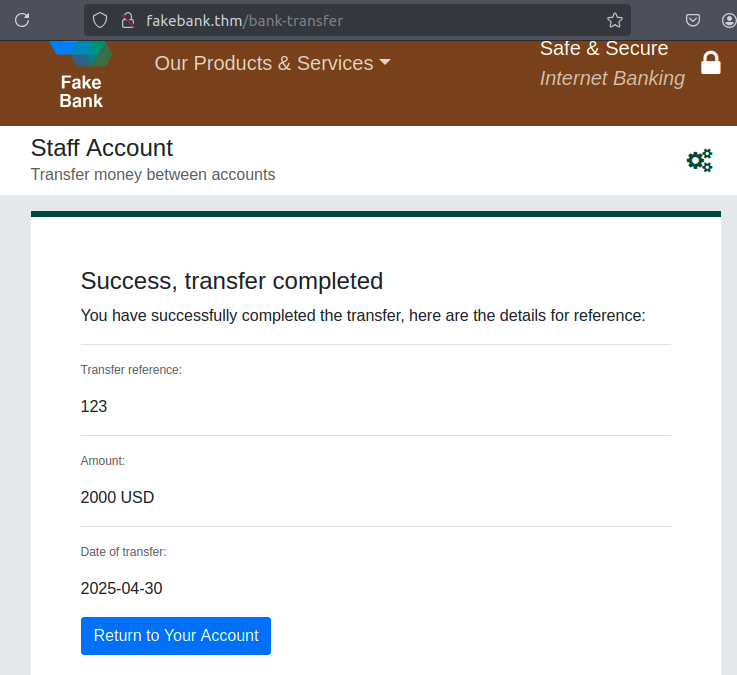 fakebank.thm/bank-transfer
Fake
Bank
Our Products & Services
Safe & Secure
Internet Banking
Staff Account
Transfer money between accounts
Success, transfer completed
You have successfully completed the transfer, here are the details for reference:
Transfer reference:
123
Amount:
2000 USD
Date of transfer:
2025-04-30
Return to Your Account